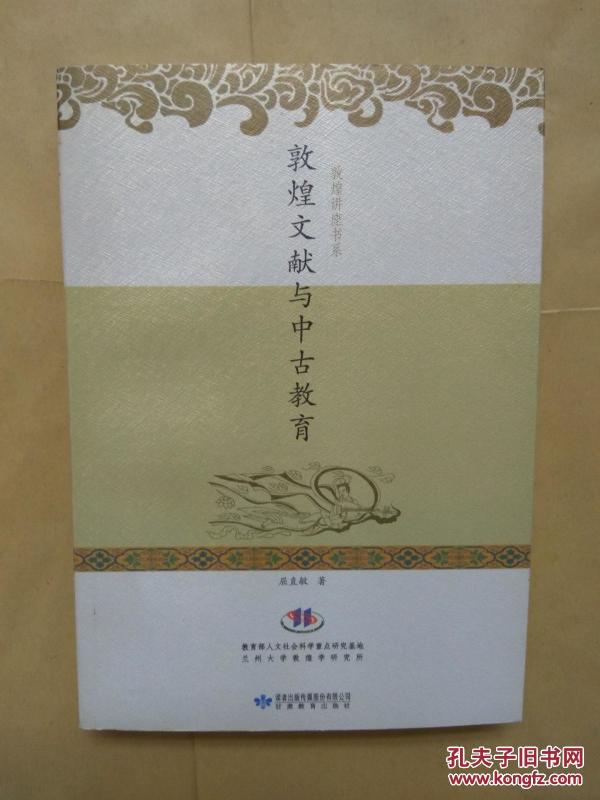 敦煌讲座书系
敦煌文献与中古教育
屈直敏 著
教育部人文社会科学重点研究基地
兰州大学敦煌学研究所
读者出版传媒股份有限公司
甘肃教育出版社
孔夫子旧书网
www.kongfz.com